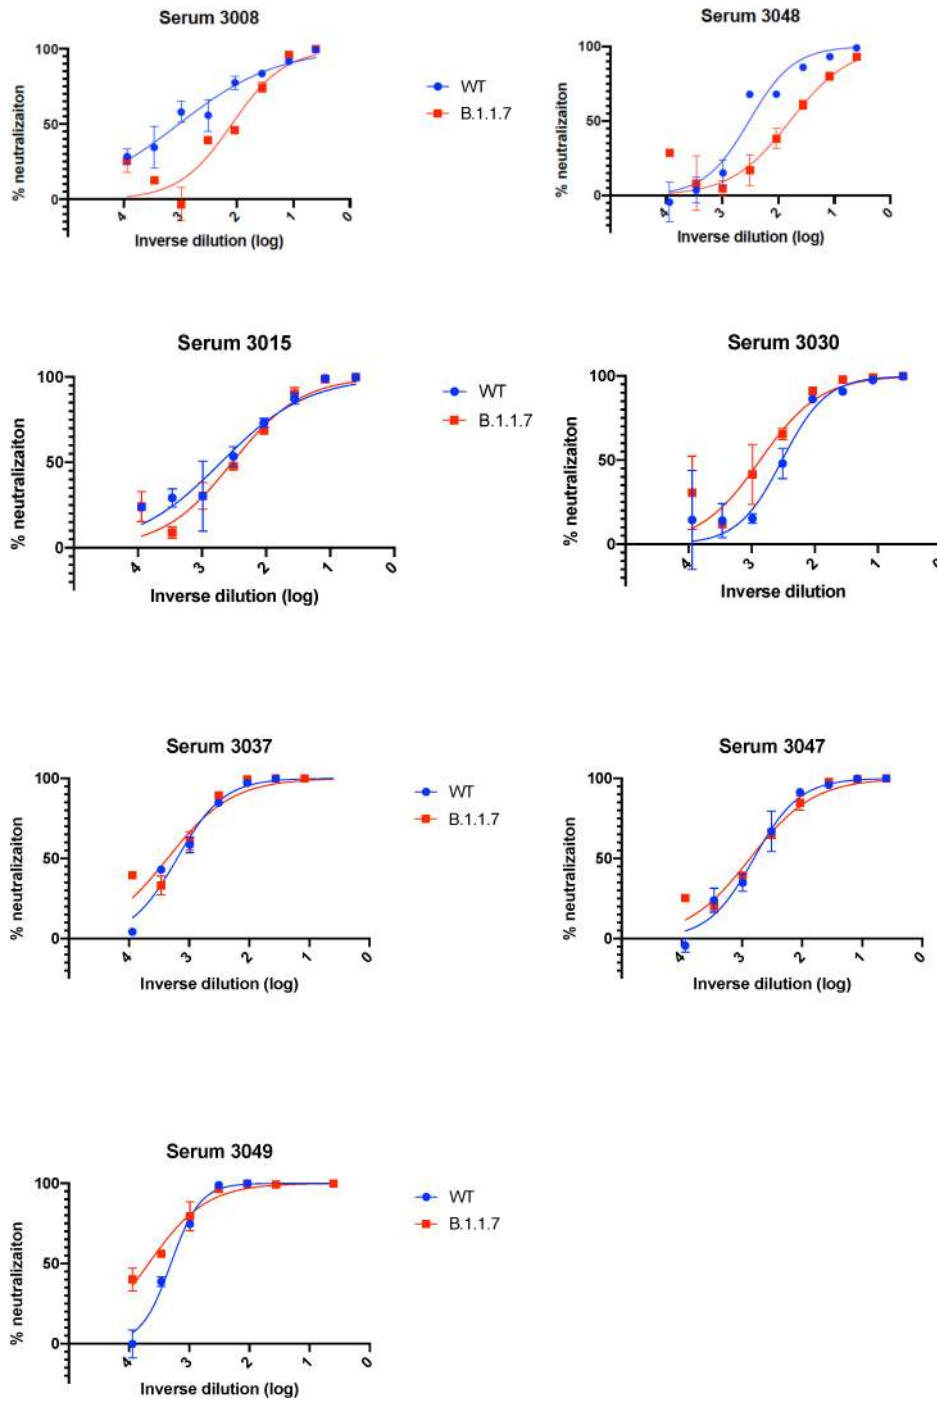 Serum 3008
100
50
0
4
3
2
1
0
% neutralizaiton
Inverse dilution (log)
WT
B.1.1.7
Serum 3048
100
50
0
4
3
2
1
0
% neutralizaiton
Inverse dilution (log)
Serum 3015
100
50
0
4
3
2
1
0
% neutralizaiton
Inverse dilution (log)
WT
B.1.1.7
Serum 3030
100
50
0
4
3
2
1
0
% neutralizaiton
Inverse dilution
Serum 3037
100
50
0
4
3
2
1
0
% neutralizaiton
Inverse dilution (log)
WT
B.1.1.7
Serum 3047
100
50
0
4
3
2
1
0
% neutralizaiton
Inverse dilution (log)
Serum 3049
100
50
0
4
3
2
1
0
% neutralizaiton
Inverse dilution (log)
WT
B.1.1.7